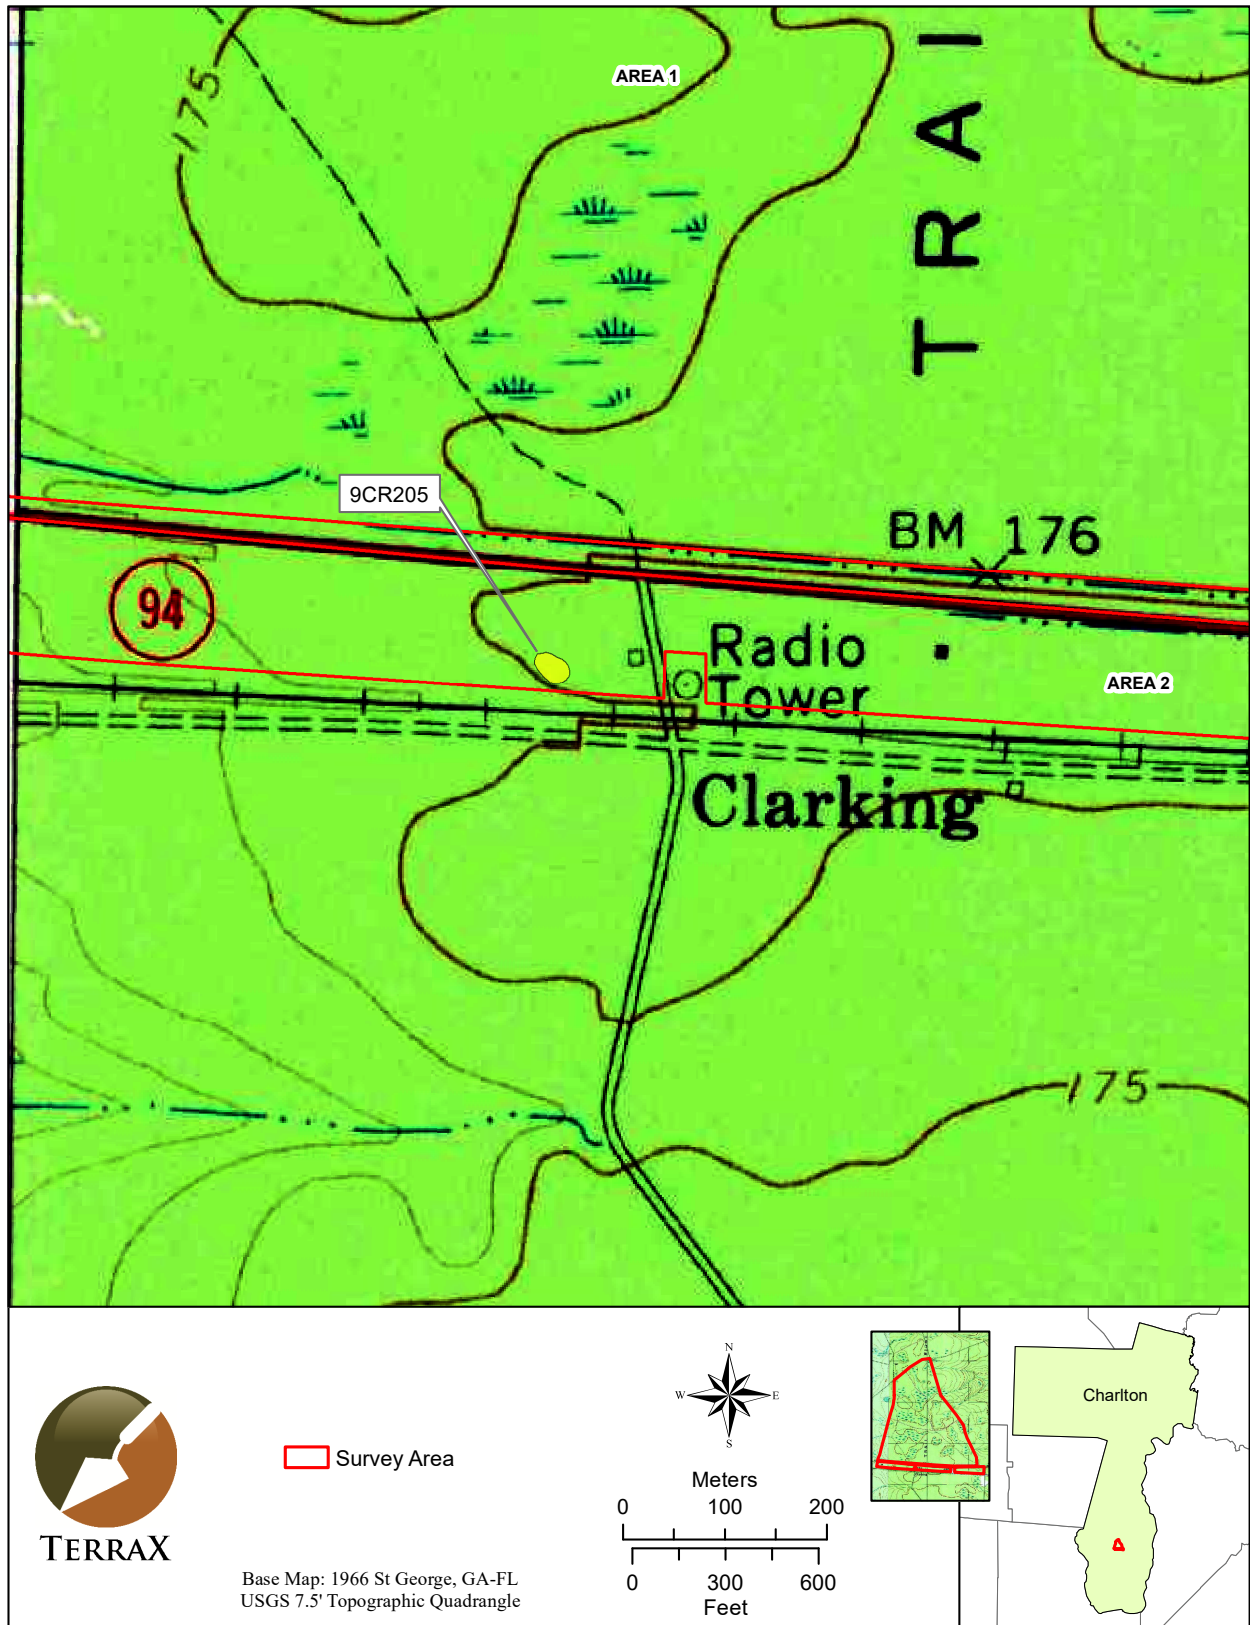 175
AREA 1
TRAI
9CR205
BM 176
94
Radio
Tower
AREA 2
Clarking
175
N
W E
S
Charlton
Survey Area
Meters
0 100 200
0 300 600
Feet
TERRAX
Base Map: 1966 St George, GA-FL
USGS 7.5' Topographic Quadrangle